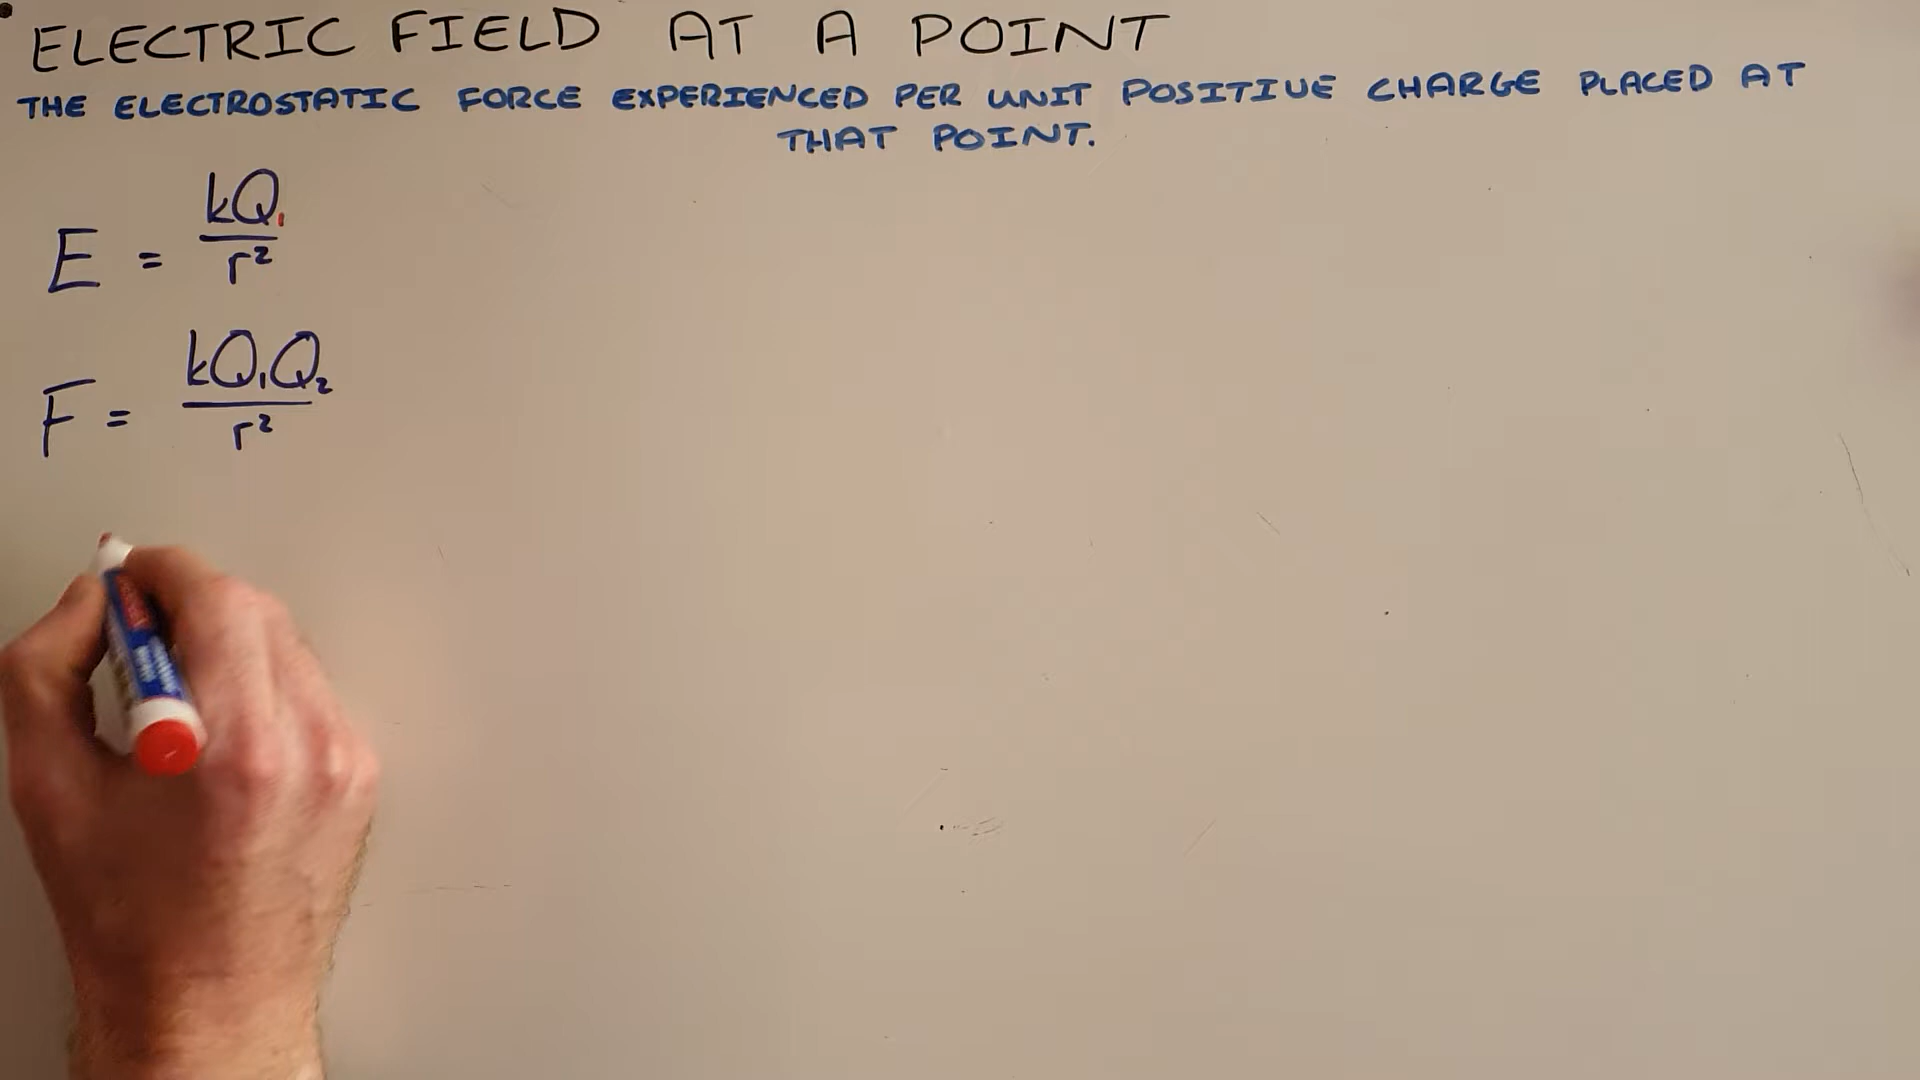 ELECTRIC FIELD AT A POINT
THE ELECTROSTATIC FORCE EXPERIENCED PER UNIT POSITIVE CHARGE PLACED AT
THAT POINT.
E = kQ₁/r²
F = kQ₁Q₂/r²